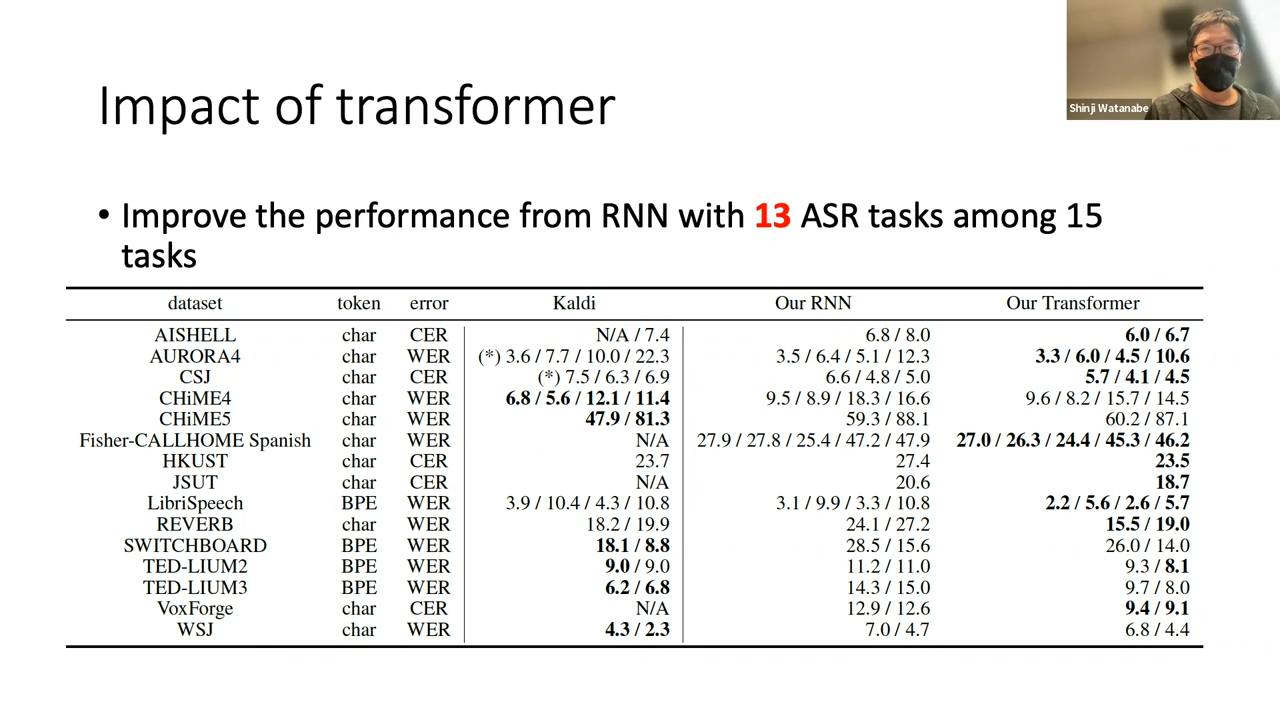 Shinji Watanabe
Impact of transformer
• Improve the performance from RNN with 13 ASR tasks among 15
tasks
dataset token error Kaldi Our RNN Our Transformer
AISHELL char CER N/A / 7.4 6.8 / 8.0 6.0 / 6.7
AURORA4 char WER (*) 3.6 / 7.7 / 10.0 / 22.3 3.5 / 6.4 / 5.1 / 12.3 3.3 / 6.0 / 4.5 / 10.6
CSJ char CER (*) 7.5 / 6.3 / 6.9 6.6 / 4.8 / 5.0 5.7 / 4.1 / 4.5
CHiME4 char WER 6.8 / 5.6 / 12.1 / 11.4 9.5 / 8.9 / 18.3 / 16.6 9.6 / 8.2 / 15.7 / 14.5
CHiME5 char WER 47.9 / 81.3 59.3 / 88.1 60.2 / 87.1
Fisher-CALLHOME Spanish char WER N/A 27.9 / 27.8 / 25.4 / 47.2 / 47.9 27.0 / 26.3 / 24.4 / 45.3 / 46.2
HKUST char CER 23.7 27.4 23.5
JSUT char CER N/A 20.6 18.7
LibriSpeech BPE WER 3.9 / 10.4 / 4.3 / 10.8 3.1 / 9.9 / 3.3 / 10.8 2.2 / 5.6 / 2.6 / 5.7
REVERB char WER 18.2 / 19.9 24.1 / 27.2 15.5 / 19.0
SWITCHBOARD BPE WER 18.1 / 8.8 28.5 / 15.6 26.0 / 14.0
TED-LIUM2 BPE WER 9.0 / 9.0 11.2 / 11.0 9.3 / 8.1
TED-LIUM3 BPE WER 6.2 / 6.8 14.3 / 15.0 9.7 / 8.0
VoxForge char CER N/A 12.9 / 12.6 9.4 / 9.1
WSJ char WER 4.3 / 2.3 7.0 / 4.7 6.8 / 4.4